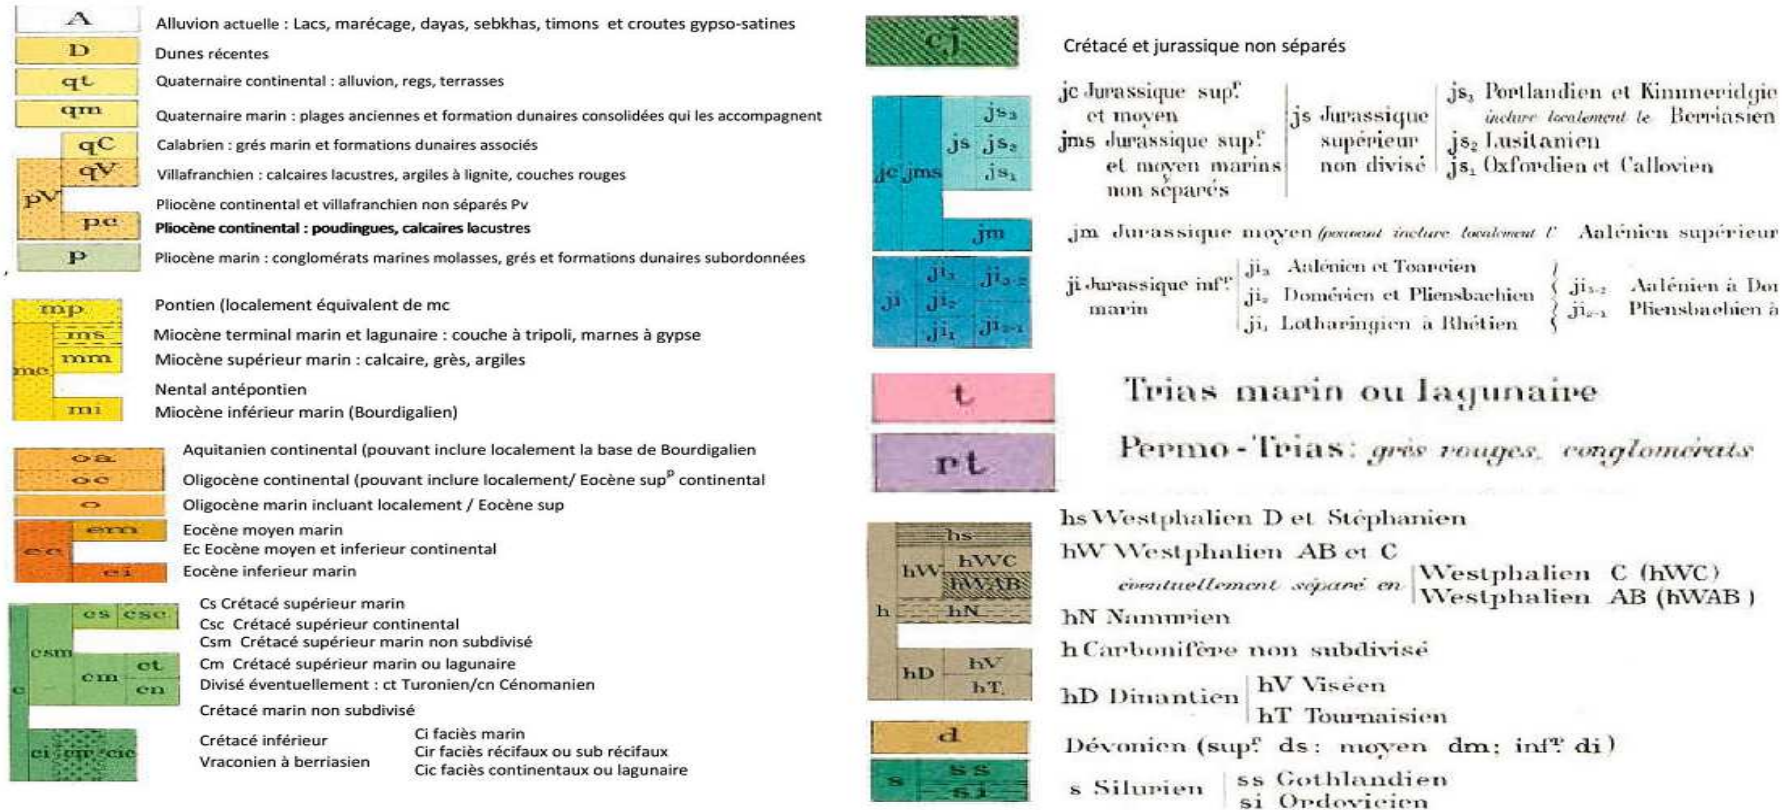 A Alluvion actuelle : Lacs, marécage, dayas, sebkhas, timons et croutes gypso-satines
D Dunes récentes
qt Quaternaire continental : alluvion, regs, terrasses
qm Quaternaire marin : plages anciennes et formation dunaires consolidées qui les accompagnent
qC Calabrien : grés marin et formations dunaires associés
qV Villafranchien : calcaires lacustres, argiles à lignite, couches rouges
pV Pliocène continental et villafranchien non séparés Pv
pc Pliocène continental : poudingues, calcaires lacustres
p Pliocène marin : conglomérats marines molasses, grés et formations dunaires subordonnées
mp Pontien (localement équivalent de mc
ms Miocène terminal marin et lagunaire : couche à tripoli, marnes à gypse
mm Miocène supérieur marin : calcaire, grès, argiles
mc Nental antépontien
mi Miocène inférieur marin (Bourdigalien)
oa Aquitanien continental (pouvant inclure localement la base de Bourdigalien
oc Oligocène continental (pouvant inclure localement/ Eocène supᵖ continental
o Oligocène marin incluant localement / Eocène sup
em Eocène moyen marin
ec Ec Eocène moyen et inferieur continental
ei Eocène inferieur marin
cs csc Cs Crétacé supérieur marin
Csc Crétacé supérieur continental
csm Csm Crétacé supérieur marin non subdivisé
cm ct Cm Crétacé supérieur marin ou lagunaire
cn Divisé éventuellement : ct Turonien/cn Cénomanien
c Crétacé marin non subdivisé
ci cir cic Crétacé inférieur
Vraconien à berriasien
Ci faciès marin
Cir faciès récifaux ou sub récifaux
Cic faciès continentaux ou lagunaire
cj Crétacé et jurassique non séparés
jc jms js js₃ js₂ js₁ jm
jc Jurassique supʳ.
et moyen
jms Jurassique supʳ.
et moyen marins
non séparés
js Jurassique
supérieur
non divisé
js₃ Portlandien et Kimmeridgie
inclure localement le Berriasien
js₂ Lusitanien
js₁ Oxfordien et Callovien
jm Jurassique moyen (pouvant inclure localement l' Aalénien supérieur
ji ji₃ ji₂ ji₁ ji₃₋₂ ji₂₋₁
ji Jurassique infʳ.
marin
ji₃ Aalénien et Toarcien
ji₂ Domérien et Pliensbachien
ji₁ Lotharingien à Rhétien
ji₃₋₂ Aalénien à Do
ji₂₋₁ Pliensbachien à
t Trias marin ou lagunaire
rt Permo-Trias: grès rouges, conglomérats
h hs hW hWC hWAB hN hD hV hT
hs Westphalien D et Stéphanien
hW Westphalien AB et C
éventuellement séparé en
Westphalien C (hWC)
Westphalien AB (hWAB)
hN Namurien
h Carbonifère non subdivisé
hD Dinantien
hV Viséen
hT Tournaisien
d Dévonien (supʳ. ds: moyen dm; infʳ. di)
s ss si
s Silurien
ss Gothlandien
si Ordovicien